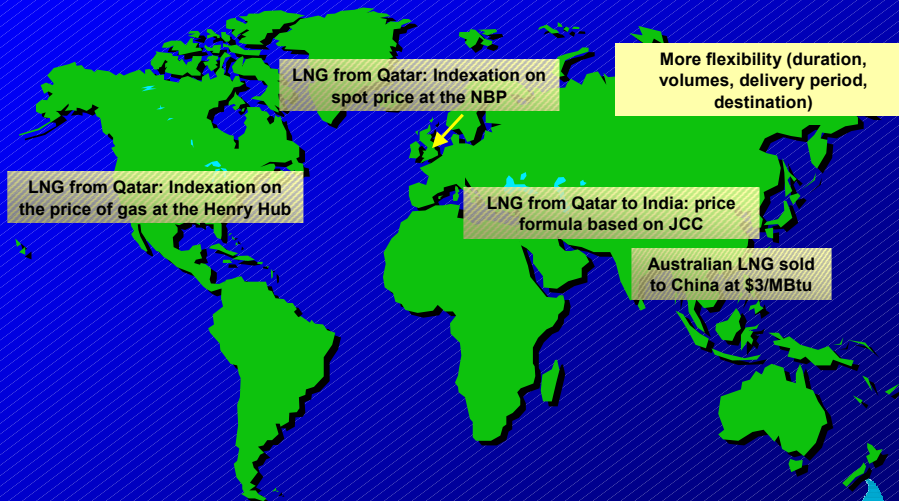 LNG from Qatar: Indexation on
spot price at the NBP
More flexibility (duration,
volumes, delivery period,
destination)
LNG from Qatar: Indexation on
the price of gas at the Henry Hub
LNG from Qatar to India: price
formula based on JCC
Australian LNG sold
to China at $3/MBtu